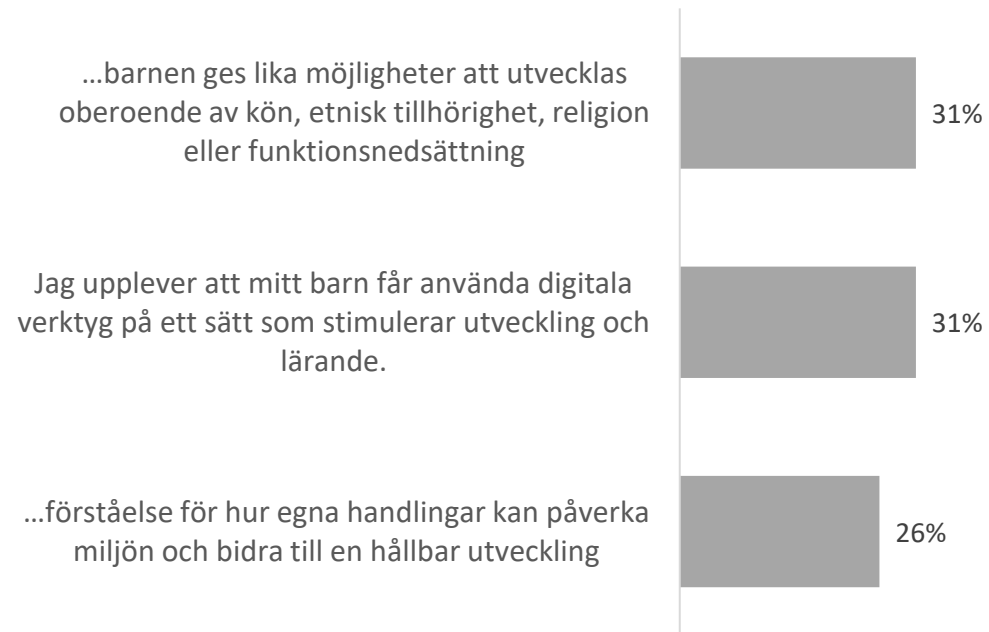 ...barnen ges lika möjligheter att utvecklas
oberoende av kön, etnisk tillhörighet, religion
eller funktionsnedsättning
31%
Jag upplever att mitt barn får använda digitala
verktyg på ett sätt som stimulerar utveckling och
lärande.
31%
...förståelse för hur egna handlingar kan påverka
miljön och bidra till en hållbar utveckling
26%